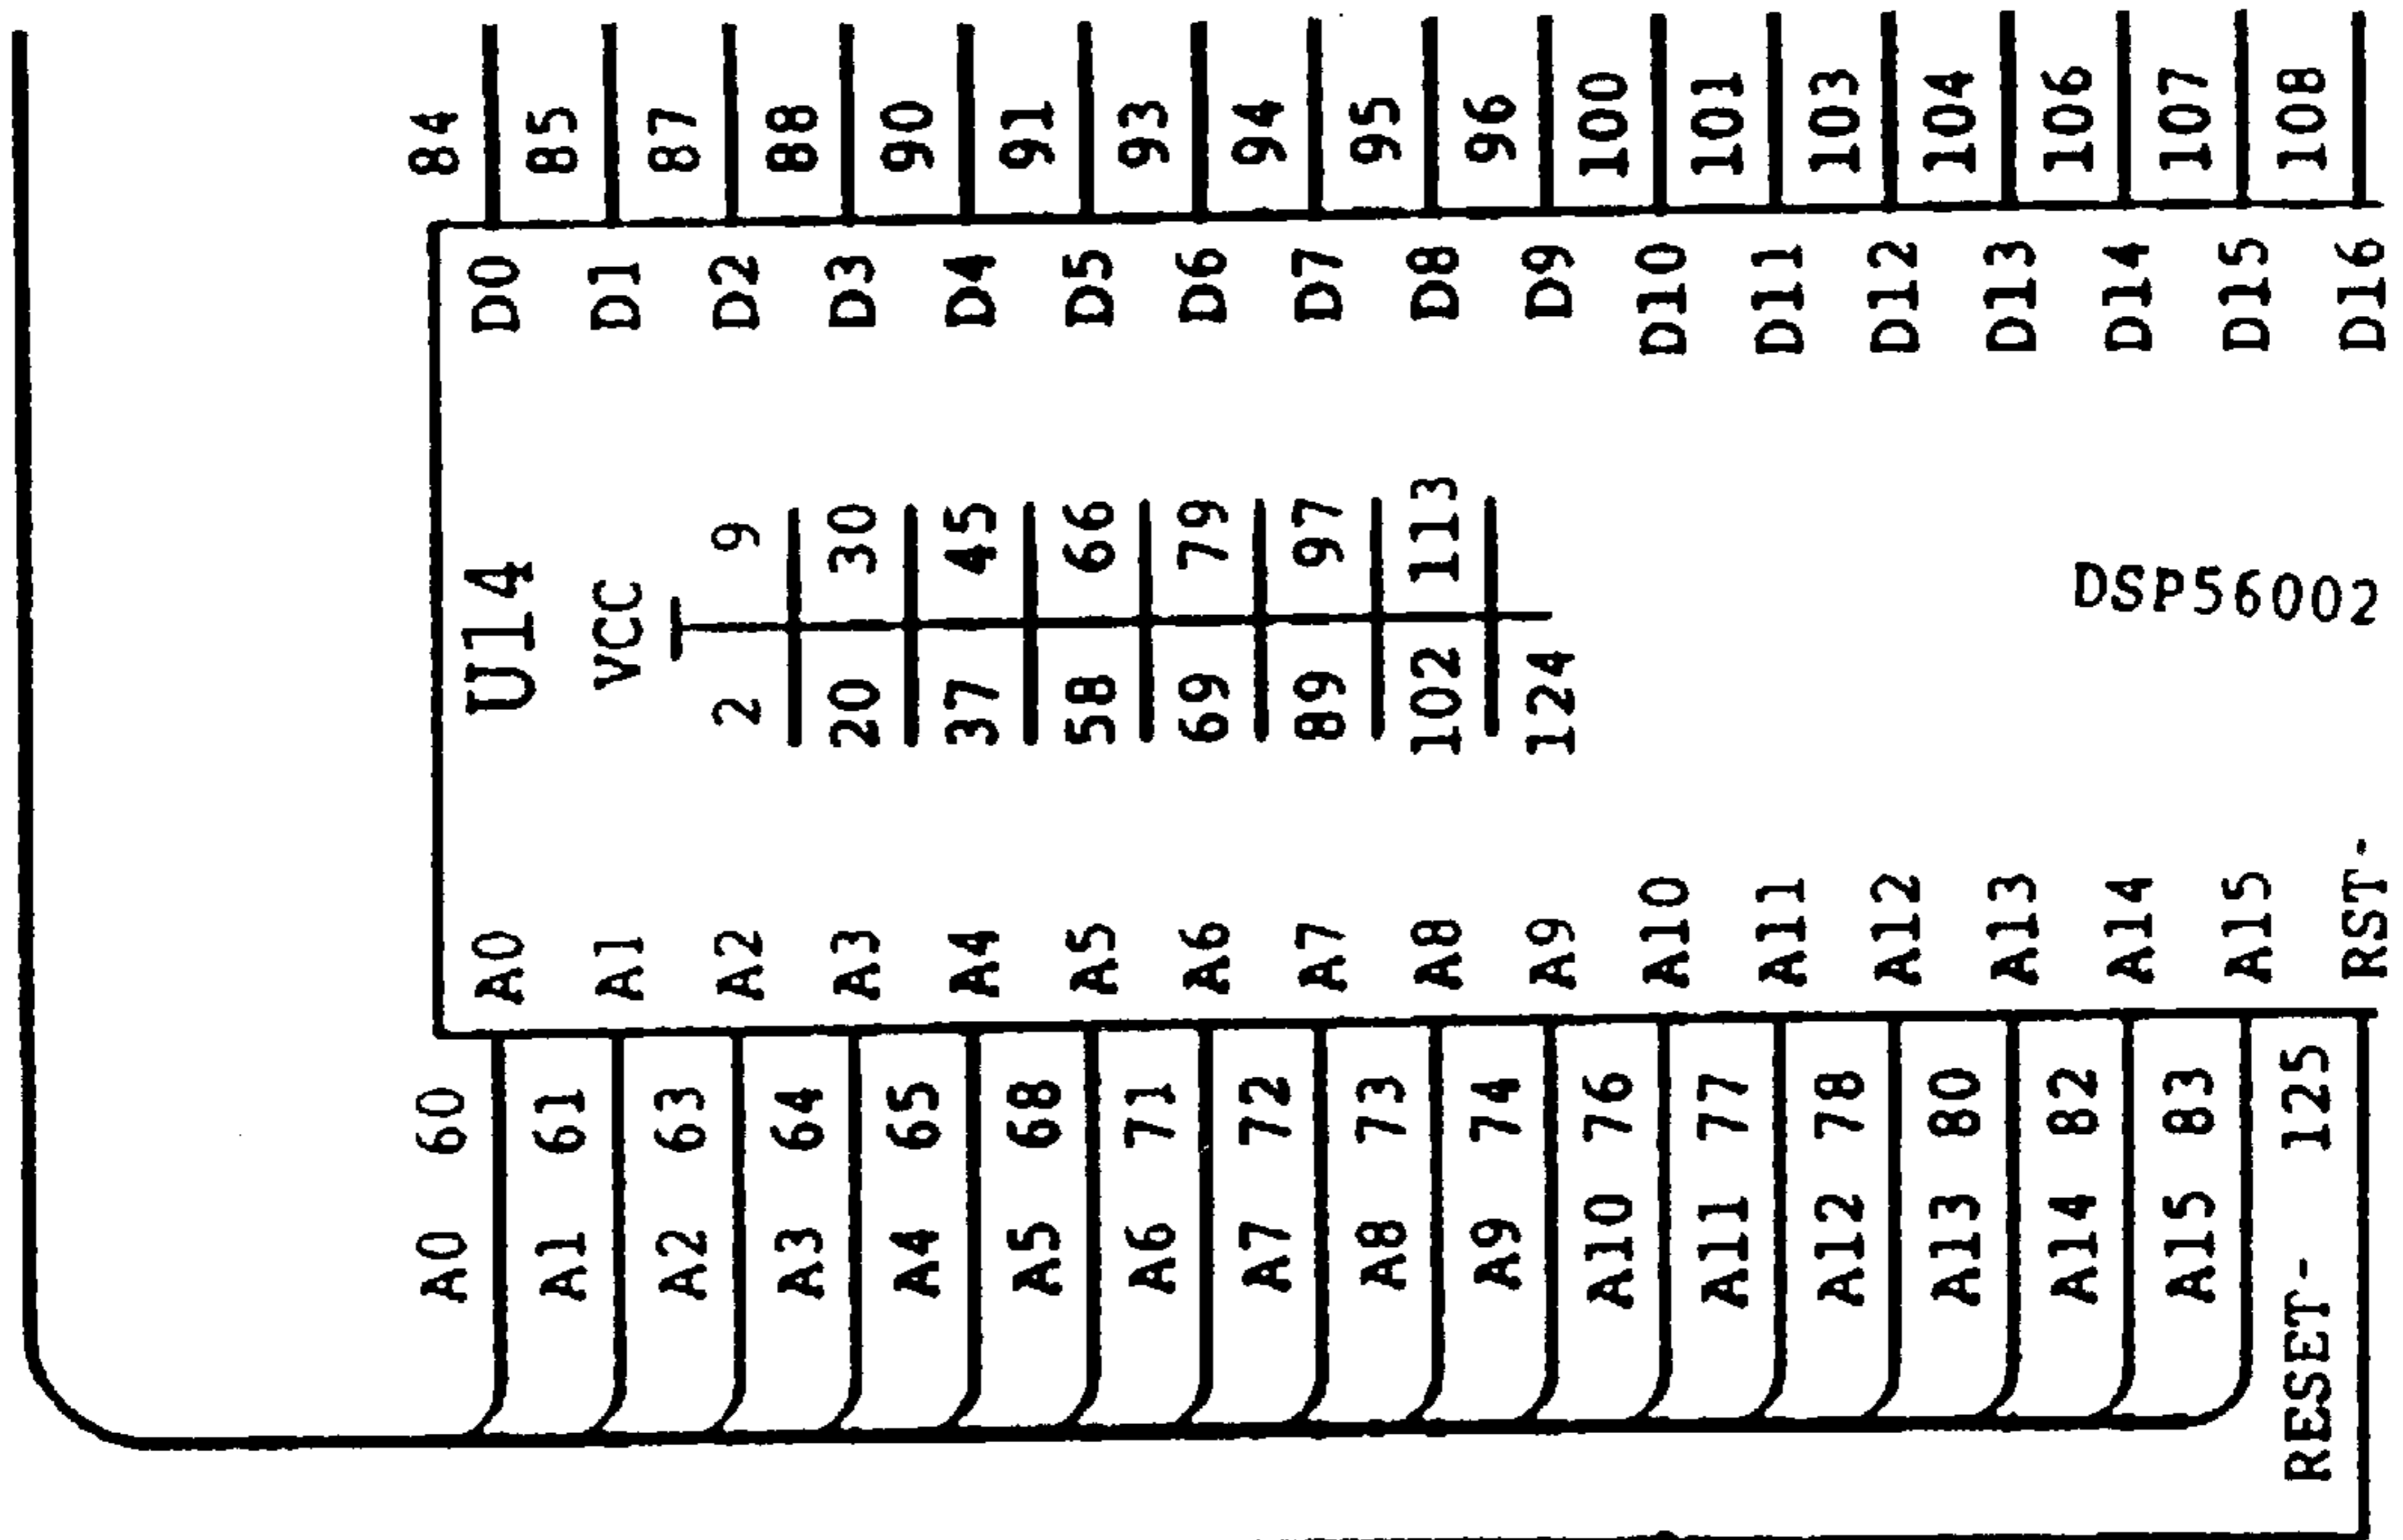 U14
VCC
2 9
20 30
37 45
58 66
69 79
89 97
102 113
124
DSP56002
A0 60 A0 D0 84
A1 61 A1 D1 85
A2 63 A2 D2 87
A3 64 A3 D3 88
A4 65 A4 D4 90
A5 68 A5 D5 91
A6 71 A6 D6 93
A7 72 A7 D7 94
A8 73 A8 D8 95
A9 74 A9 D9 96
A10 76 A10 D10 100
A11 77 A11 D11 101
A12 78 A12 D12 103
A13 80 A13 D13 104
A14 82 A14 D14 106
A15 83 A15 D15 107
RESET- 125 RST- D16 108